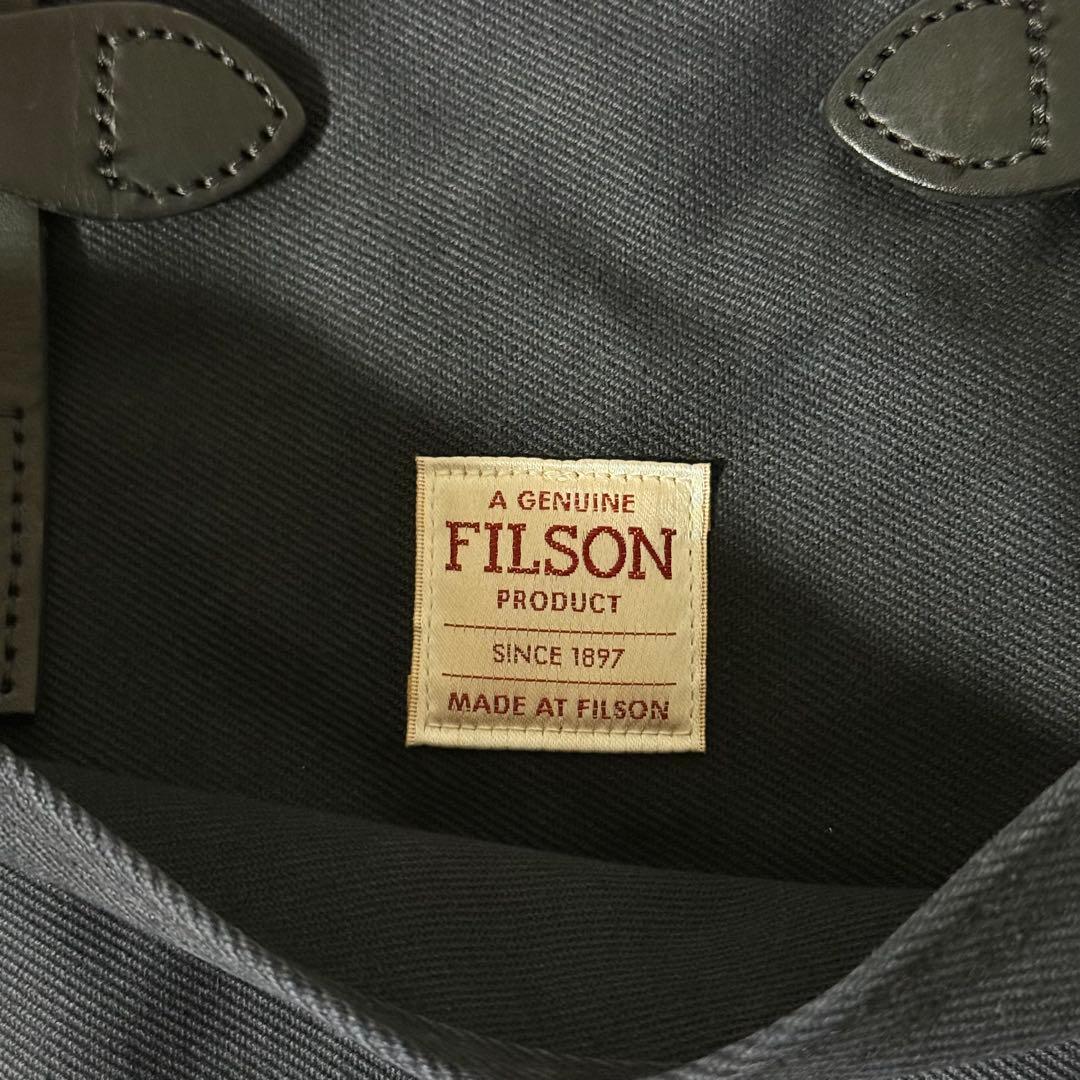 A GENUINE
FILSON
PRODUCT
SINCE 1897
MADE AT FILSON